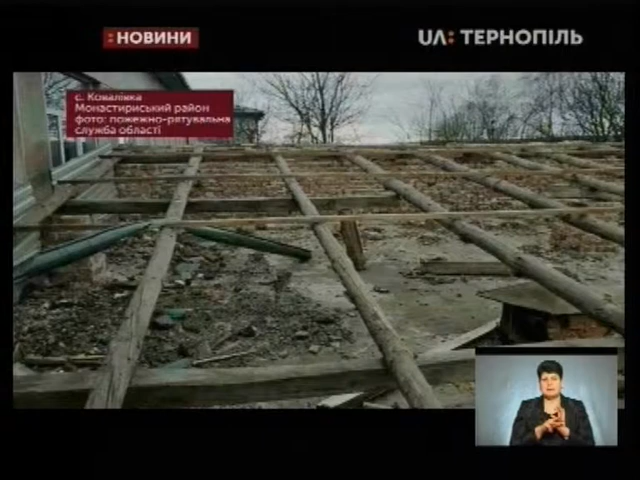 :НОВИНИ
UA: ТЕРНОПІЛЬ
с. Ковалівка
Монастириський район
фото: пожежно-рятувальна
служба області